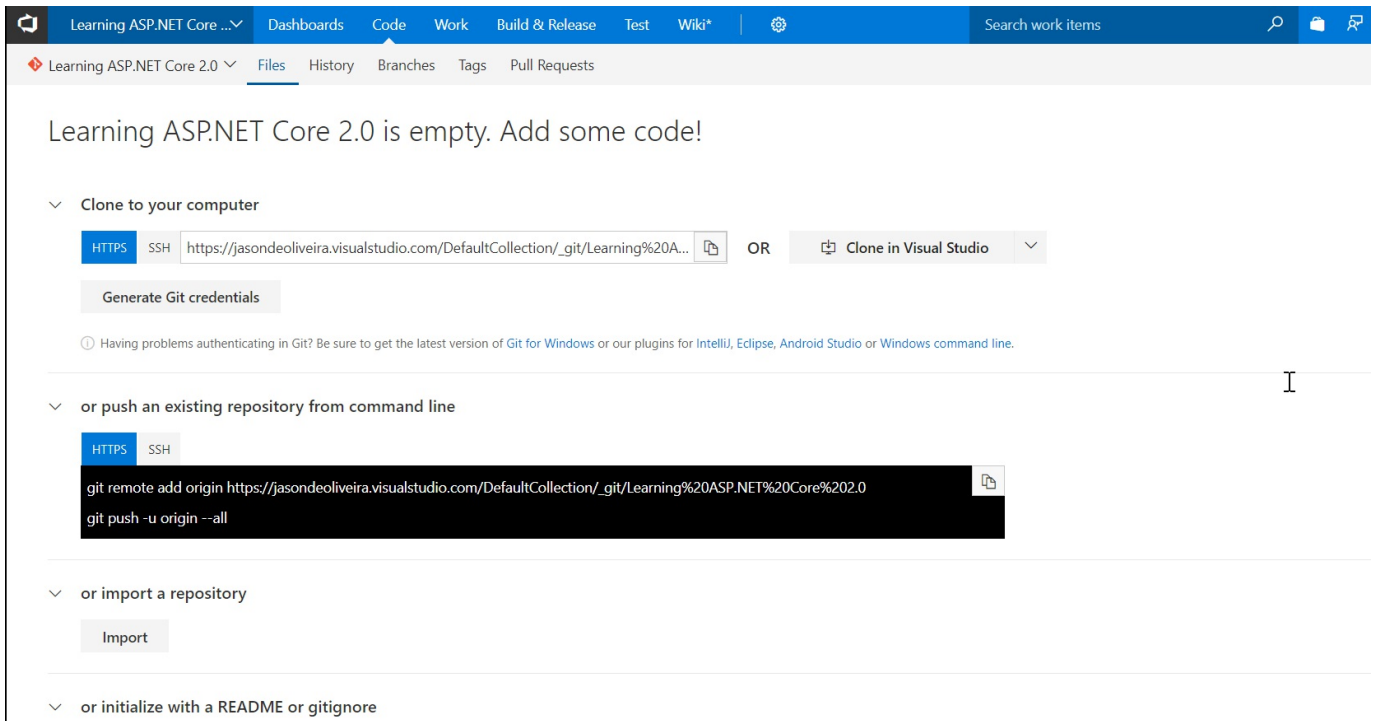 Learning ASP.NET Core ... Dashboards Code Work Build & Release Test Wiki* Search work items
Learning ASP.NET Core 2.0 Files History Branches Tags Pull Requests
Learning ASP.NET Core 2.0 is empty. Add some code!
Clone to your computer
HTTPS SSH https://jasondeoliveira.visualstudio.com/DefaultCollection/_git/Learning%20A... OR Clone in Visual Studio
Generate Git credentials
Having problems authenticating in Git? Be sure to get the latest version of Git for Windows or our plugins for IntelliJ, Eclipse, Android Studio or Windows command line.
or push an existing repository from command line
HTTPS SSH
git remote add origin https://jasondeoliveira.visualstudio.com/DefaultCollection/_git/Learning%20ASP.NET%20Core%202.0
git push -u origin --all
or import a repository
Import
or initialize with a README or gitignore